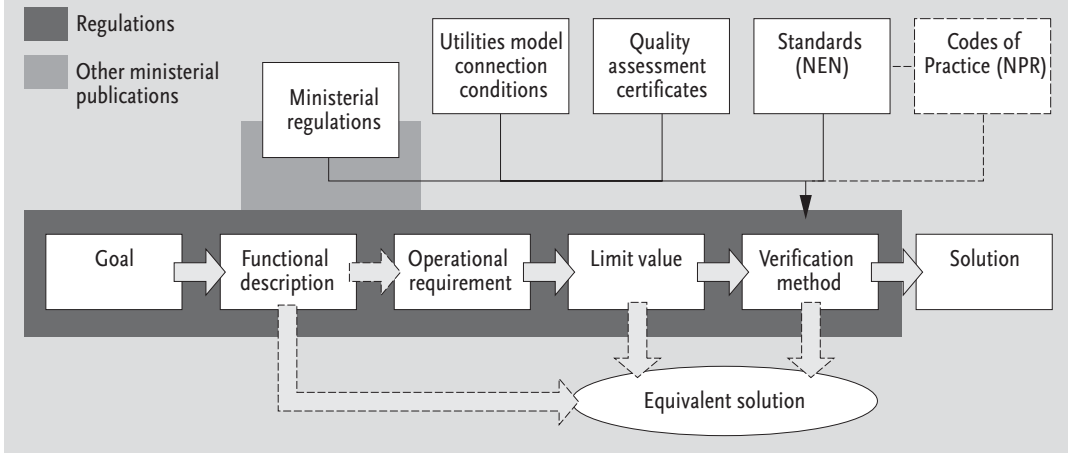 Regulations
Other ministerial
publications
Ministerial
regulations
Utilities model
connection
conditions
Quality
assessment
certificates
Standards
(NEN)
Codes of
Practice (NPR)
Goal
Functional
description
Operational
requirement
Limit value
Verification
method
Solution
Equivalent solution